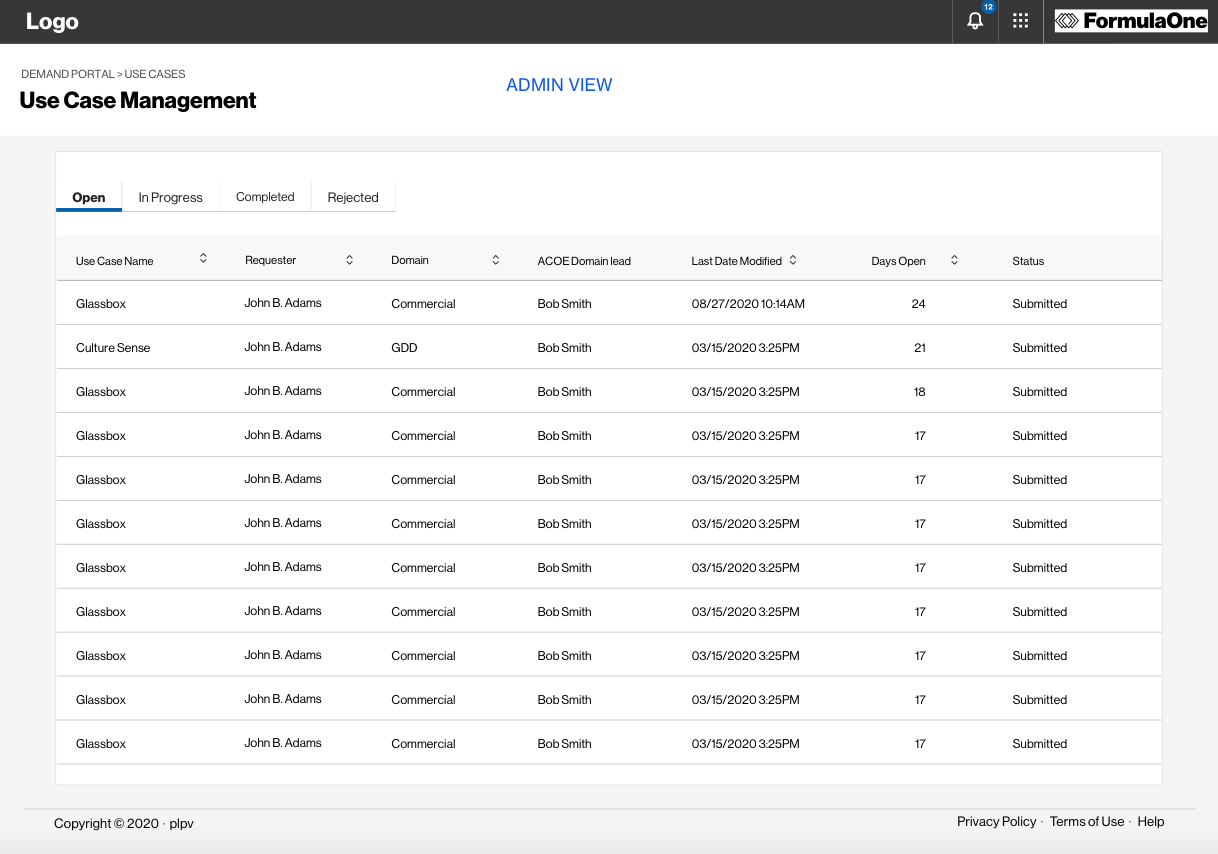 Logo
12
FormulaOne
DEMAND PORTAL > USE CASES
ADMIN VIEW
Use Case Management
Open In Progress Completed Rejected
Use Case Name Requester Domain ACOE Domain lead Last Date Modified Days Open Status
Glassbox John B. Adams Commercial Bob Smith 08/27/2020 10:14AM 24 Submitted
Culture Sense John B. Adams GDD Bob Smith 03/15/2020 3:25PM 21 Submitted
Glassbox John B. Adams Commercial Bob Smith 03/15/2020 3:25PM 18 Submitted
Glassbox John B. Adams Commercial Bob Smith 03/15/2020 3:25PM 17 Submitted
Glassbox John B. Adams Commercial Bob Smith 03/15/2020 3:25PM 17 Submitted
Glassbox John B. Adams Commercial Bob Smith 03/15/2020 3:25PM 17 Submitted
Glassbox John B. Adams Commercial Bob Smith 03/15/2020 3:25PM 17 Submitted
Glassbox John B. Adams Commercial Bob Smith 03/15/2020 3:25PM 17 Submitted
Glassbox John B. Adams Commercial Bob Smith 03/15/2020 3:25PM 17 Submitted
Glassbox John B. Adams Commercial Bob Smith 03/15/2020 3:25PM 17 Submitted
Glassbox John B. Adams Commercial Bob Smith 03/15/2020 3:25PM 17 Submitted
Copyright © 2020 · plpv Privacy Policy · Terms of Use · Help